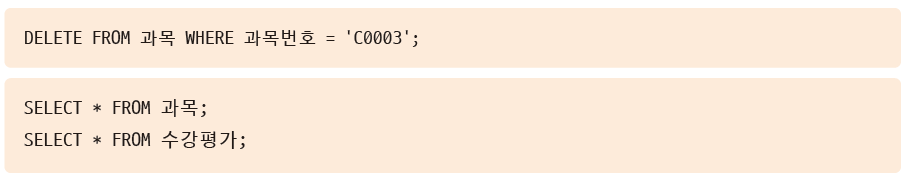 DELETE FROM 과목 WHERE 과목번호 = 'C0003';
SELECT * FROM 과목;
SELECT * FROM 수강평가;